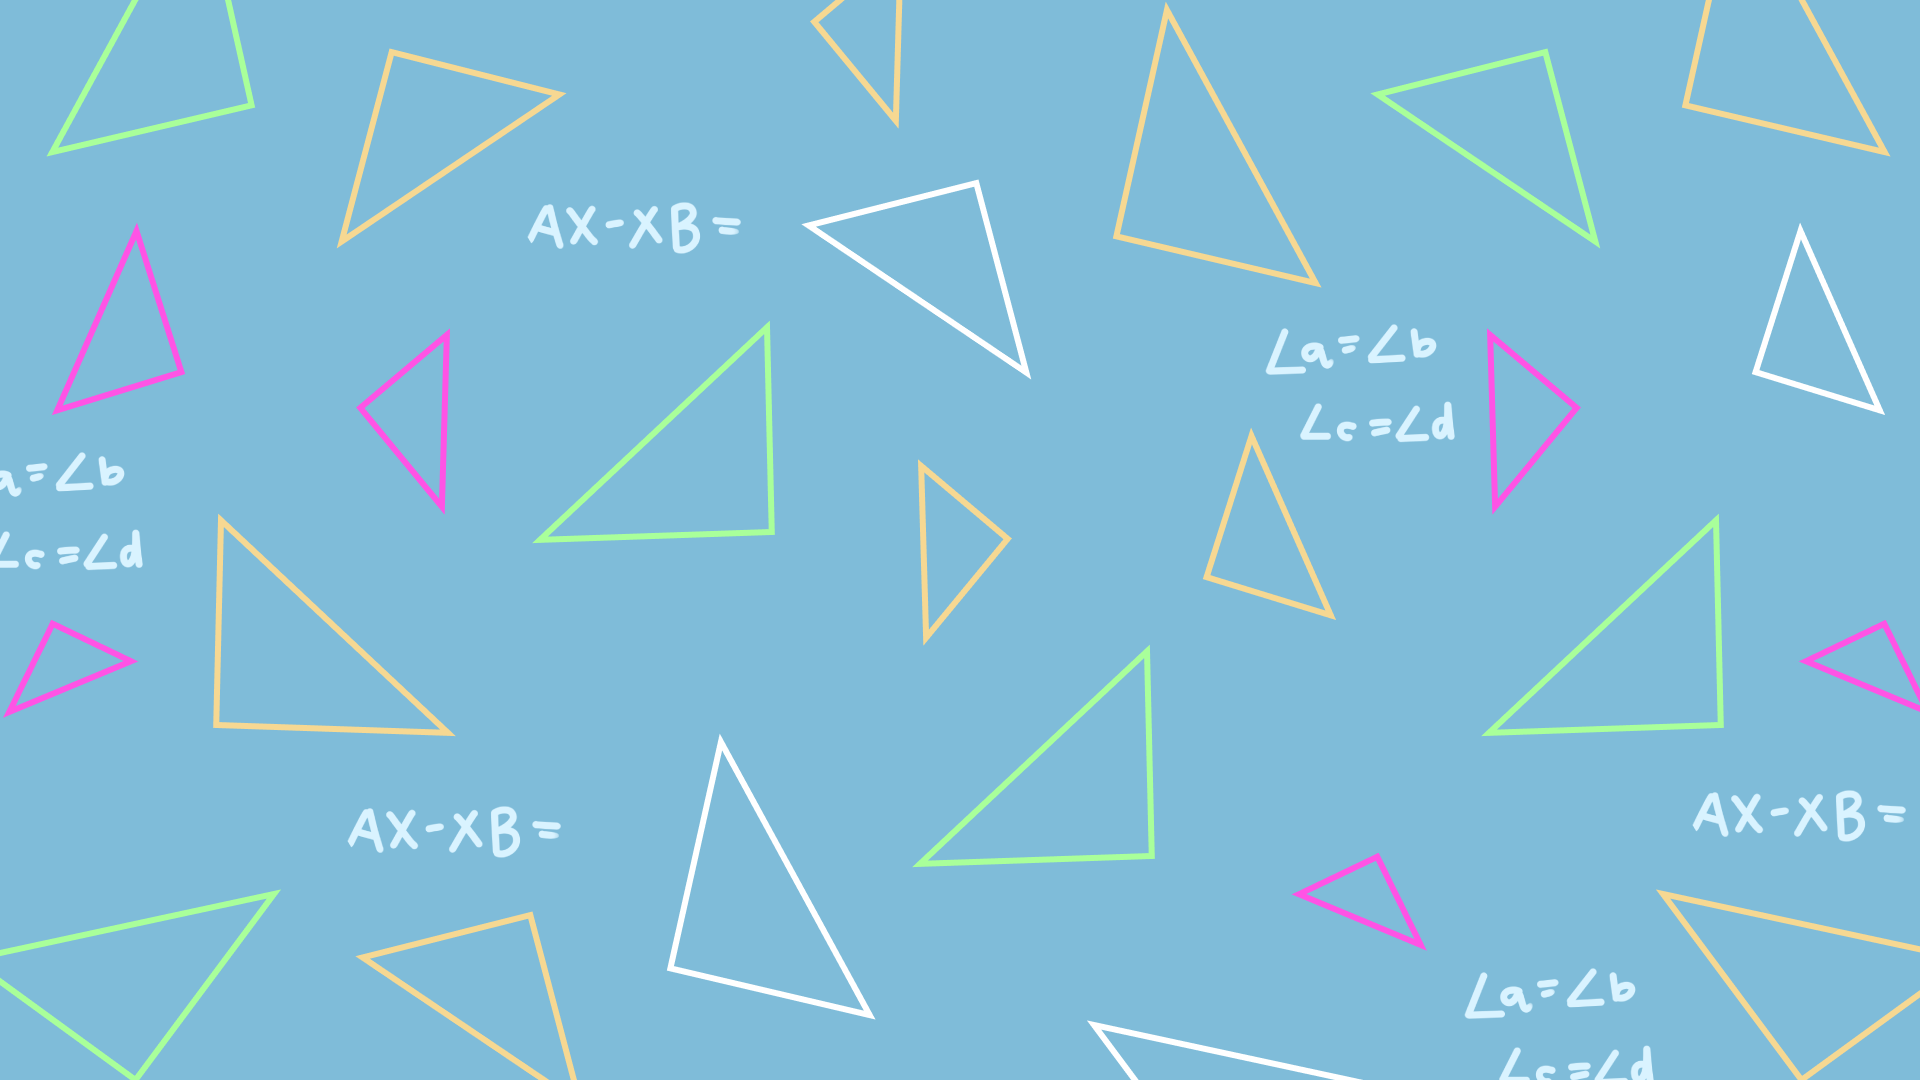 AX-XB=
∠a=∠b
∠c=∠d
a=∠b
∠c=∠d
AX-XB=
AX-XB=
∠a=∠b
∠c=∠d